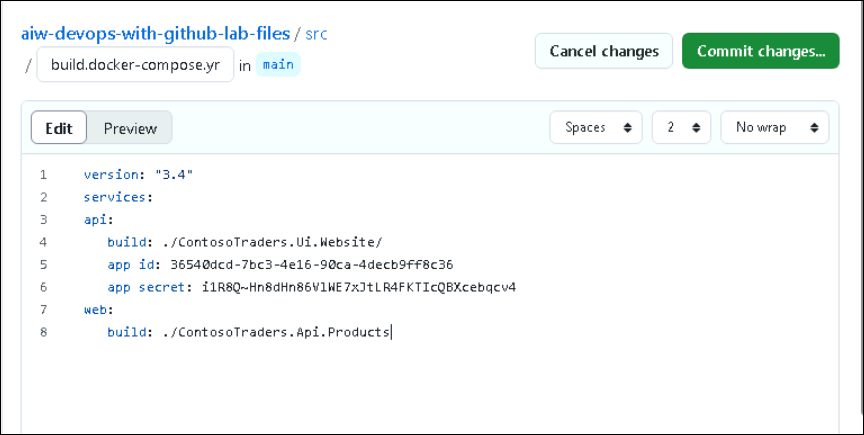 aiw-devops-with-github-lab-files / src
/ build.docker-compose.yr in main
Cancel changes Commit changes...
Edit Preview Spaces 2 No wrap
1 version: "3.4"
2 services:
3 api:
4 build: ./ContosoTraders.Ui.Website/
5 app id: 36540dcd-7bc3-4e16-90ca-4decb9ff8c36
6 app secret: i1R8Q~Hn8dHn86VlWE7xJtLR4FKTIcQBXcebqcv4
7 web:
8 build: ./ContosoTraders.Api.Products